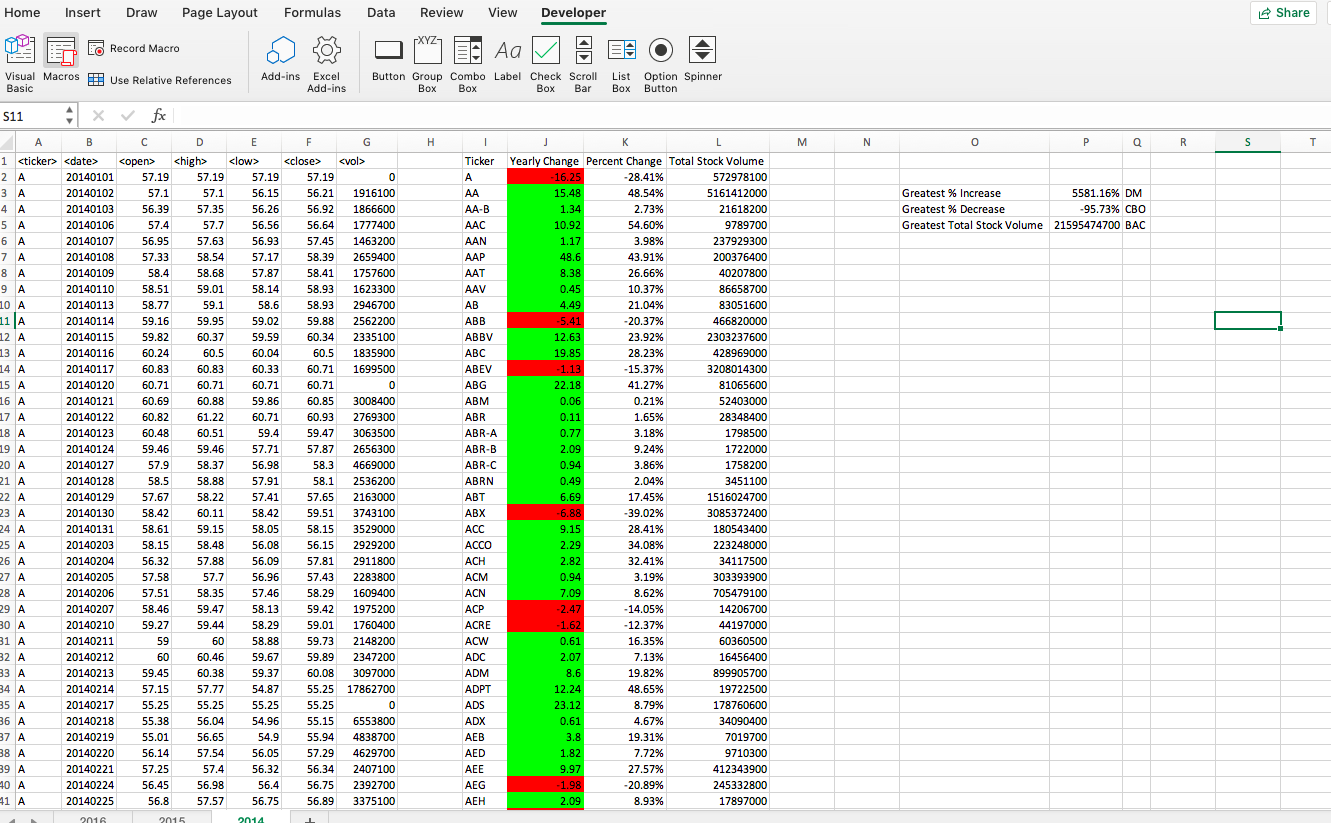 Home Insert Draw Page Layout Formulas Data Review View Developer Share
Visual Basic Macros Record Macro Use Relative References Add-ins Excel Add-ins Button XYZ Group Box Combo Box Aa Label Check Box Scroll Bar List Box Option Button Spinner
S11 fx
A B C D E F G H I J K L M N O P Q R S T
1 <ticker> <date> <open> <high> <low> <close> <vol> Ticker Yearly Change Percent Change Total Stock Volume
2 A 20140101 57.19 57.19 57.19 57.19 0 A -16.25 -28.41% 572978100
3 A 20140102 57.1 57.1 56.15 56.21 1916100 AA 15.48 48.54% 5161412000 Greatest % Increase 5581.16% DM
4 A 20140103 56.39 57.35 56.26 56.92 1866600 AA-B 1.34 2.73% 21618200 Greatest % Decrease -95.73% CBO
5 A 20140106 57.4 57.7 56.56 56.64 1777400 AAC 10.92 54.60% 9789700 Greatest Total Stock Volume 21595474700 BAC
6 A 20140107 56.95 57.63 56.93 57.45 1463200 AAN 1.17 3.98% 237929300
7 A 20140108 57.33 58.54 57.17 58.39 2659400 AAP 48.6 43.91% 200376400
8 A 20140109 58.4 58.68 57.87 58.41 1757600 AAT 8.38 26.66% 40207800
9 A 20140110 58.51 59.01 58.14 58.93 1623300 AAV 0.45 10.37% 86658700
10 A 20140113 58.77 59.1 58.6 58.93 2946700 AB 4.49 21.04% 83051600
11 A 20140114 59.16 59.95 59.02 59.88 2562200 ABB -5.41 -20.37% 466820000
12 A 20140115 59.82 60.37 59.59 60.34 2335100 ABBV 12.63 23.92% 2303237600
13 A 20140116 60.24 60.5 60.04 60.5 1835900 ABC 19.85 28.23% 428969000
14 A 20140117 60.83 60.83 60.33 60.71 1699500 ABEV -1.13 -15.37% 3208014300
15 A 20140120 60.71 60.71 60.71 60.71 0 ABG 22.18 41.27% 81065600
16 A 20140121 60.69 60.88 59.86 60.85 3008400 ABM 0.06 0.21% 52403000
17 A 20140122 60.82 61.22 60.71 60.93 2769300 ABR 0.11 1.65% 28348400
18 A 20140123 60.48 60.51 59.4 59.47 3063500 ABR-A 0.77 3.18% 1798500
19 A 20140124 59.46 59.46 57.71 57.87 2656300 ABR-B 2.09 9.24% 1722000
20 A 20140127 57.9 58.37 56.98 58.3 4669000 ABR-C 0.94 3.86% 1758200
21 A 20140128 58.5 58.88 57.91 58.1 2536200 ABRN 0.49 2.04% 3451100
22 A 20140129 57.67 58.22 57.41 57.65 2163000 ABT 6.69 17.45% 1516024700
23 A 20140130 58.42 60.11 58.42 59.51 3743100 ABX -6.88 -39.02% 3085372400
24 A 20140131 58.61 59.15 58.05 58.15 3529000 ACC 9.15 28.41% 180543400
25 A 20140203 58.15 58.48 56.08 56.15 2929200 ACCO 2.29 34.08% 223248000
26 A 20140204 56.32 57.88 56.09 57.81 2911800 ACH 2.82 32.41% 34117500
27 A 20140205 57.58 57.7 56.96 57.43 2283800 ACM 0.94 3.19% 303393900
28 A 20140206 57.51 58.35 57.46 58.29 1609400 ACN 7.09 8.62% 705479100
29 A 20140207 58.46 59.47 58.13 59.42 1975200 ACP -2.47 -14.05% 14206700
30 A 20140210 59.27 59.44 58.29 59.01 1760400 ACRE -1.62 -12.37% 44197000
31 A 20140211 59 60 58.88 59.73 2148200 ACW 0.61 16.35% 60360500
32 A 20140212 60 60.46 59.67 59.89 2347200 ADC 2.07 7.13% 16456400
33 A 20140213 59.45 60.38 59.37 60.08 3097000 ADM 8.6 19.82% 899905700
34 A 20140214 57.15 57.77 54.87 55.25 17862700 ADPT 12.24 48.65% 19722500
35 A 20140217 55.25 55.25 55.25 55.25 0 ADS 23.12 8.79% 178760600
36 A 20140218 55.38 56.04 54.96 55.15 6553800 ADX 0.61 4.67% 34090400
37 A 20140219 55.01 56.65 54.9 55.94 4838700 AEB 3.8 19.31% 7019700
38 A 20140220 56.14 57.54 56.05 57.29 4629700 AED 1.82 7.72% 9710300
39 A 20140221 57.25 57.4 56.32 56.34 2407100 AEE 9.97 27.57% 412343900
40 A 20140224 56.45 56.98 56.4 56.75 2392700 AEG -1.98 -20.89% 245332800
41 A 20140225 56.8 57.57 56.75 56.89 3375100 AEH 2.09 8.93% 17897000
2016 2015 2014 +